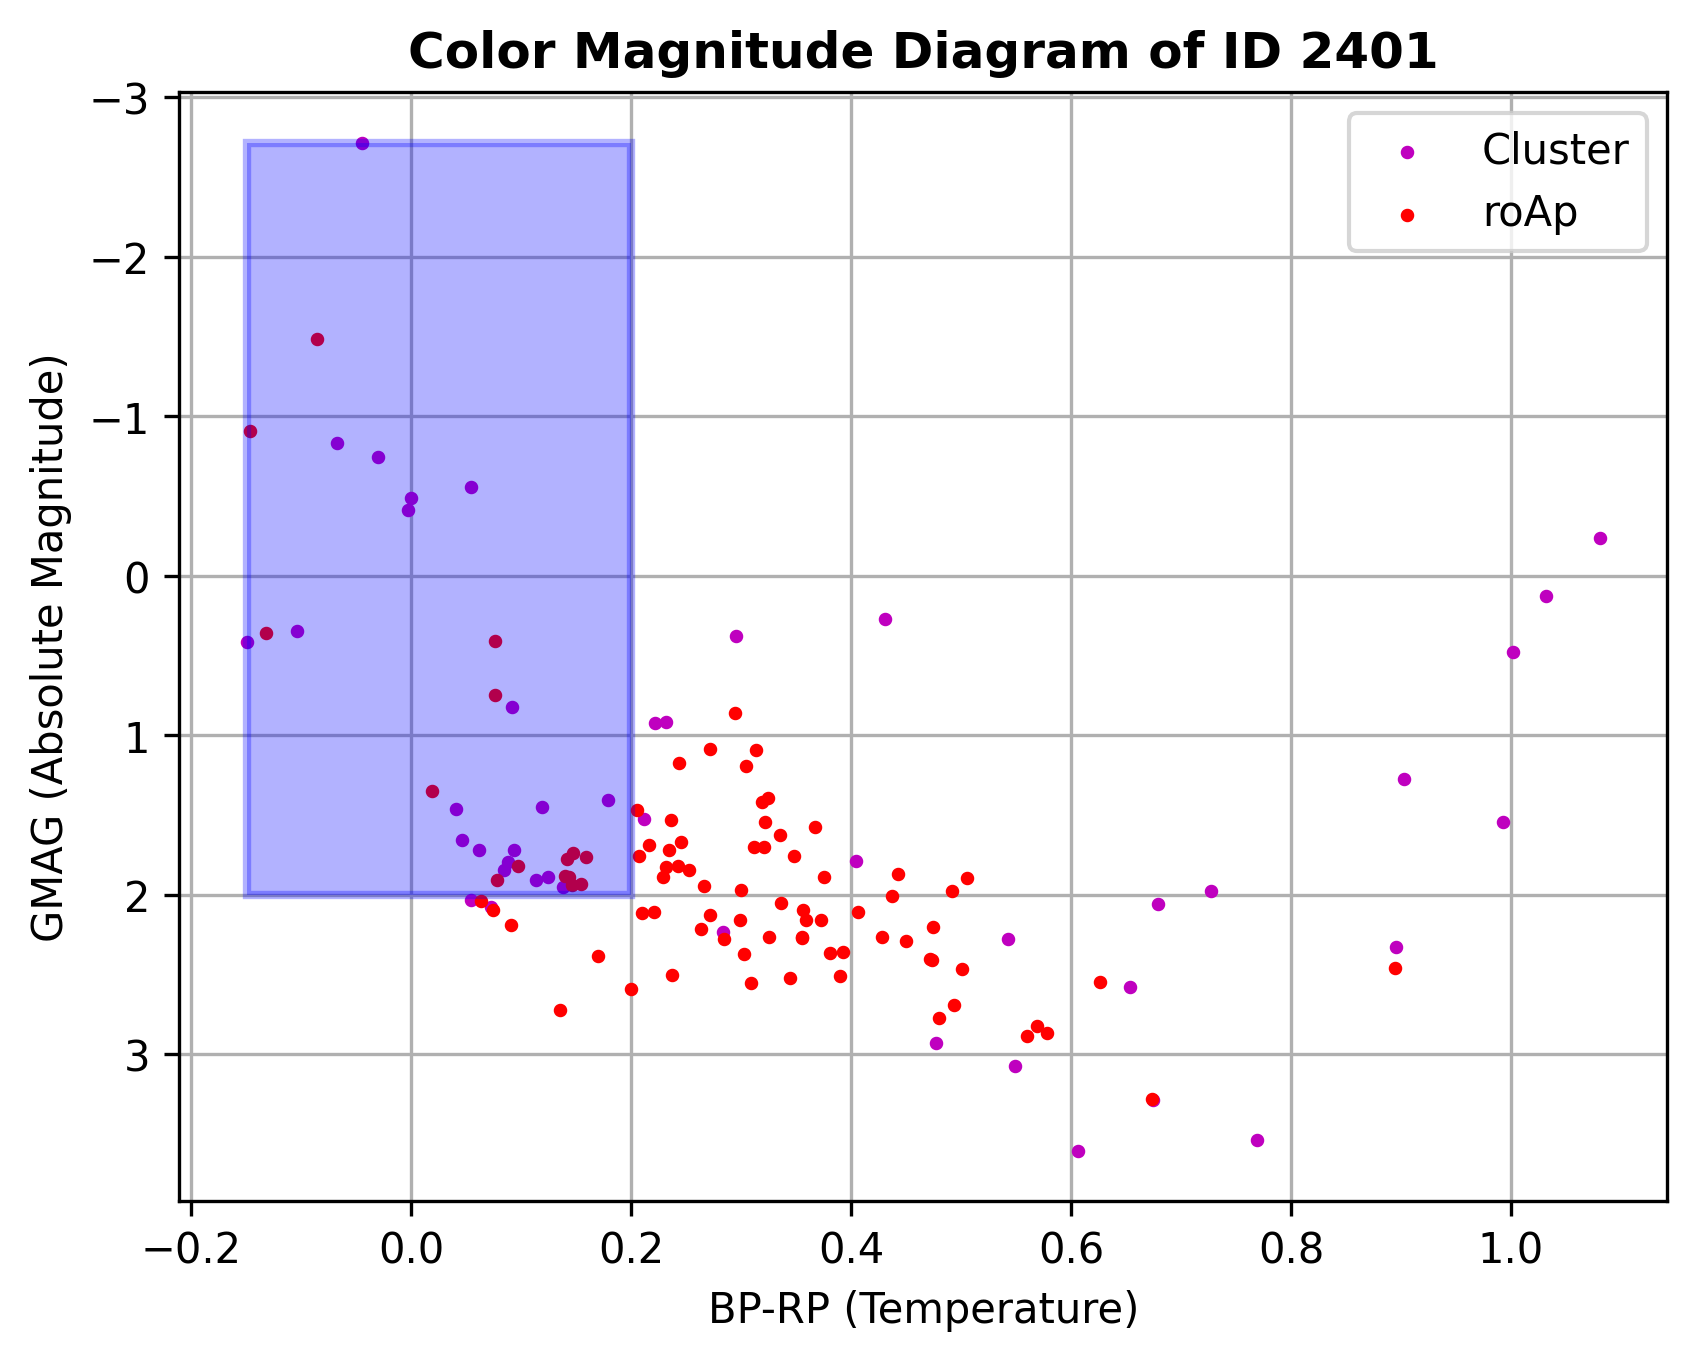 Color Magnitude Diagram of ID 2401
Cluster
roAp
GMAG (Absolute Magnitude)
−3
−2
−1
0
1
2
3
−0.2 0.0 0.2 0.4 0.6 0.8 1.0
BP-RP (Temperature)